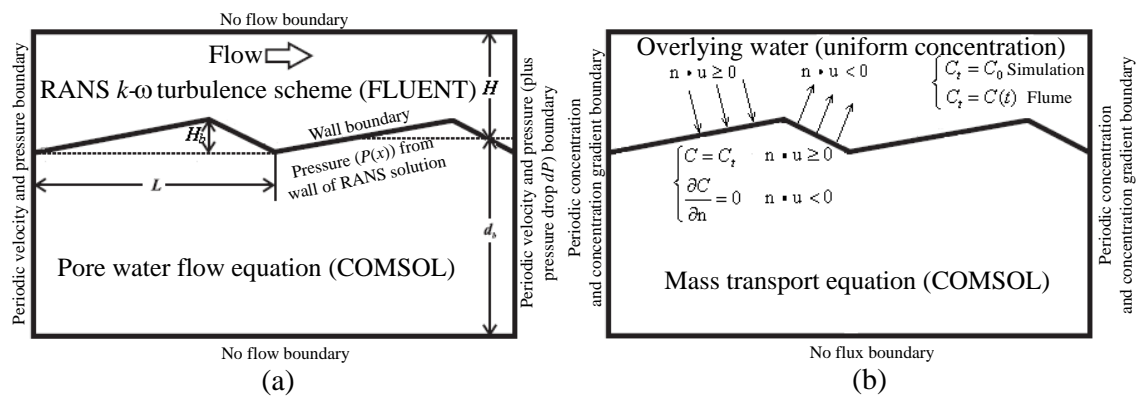 No flow boundary
Flow
RANS k-ω turbulence scheme (FLUENT)
H
H_b
Wall boundary
Pressure (P(x)) from
wall of RANS solution
L
d_b
Pore water flow equation (COMSOL)
Periodic velocity and pressure boundary
Periodic velocity and pressure (plus
pressure drop dP) boundary
No flow boundary
(a)
Overlying water (uniform concentration)
n ▪ u ≥ 0
n ▪ u < 0
C_t = C_0 Simulation
C_t = C(t) Flume
C = C_t n ▪ u ≥ 0
∂C/∂n = 0 n ▪ u < 0
Mass transport equation (COMSOL)
Periodic concentration
and concentration gradient boundary
Periodic concentration
and concentration gradient boundary
No flux boundary
(b)